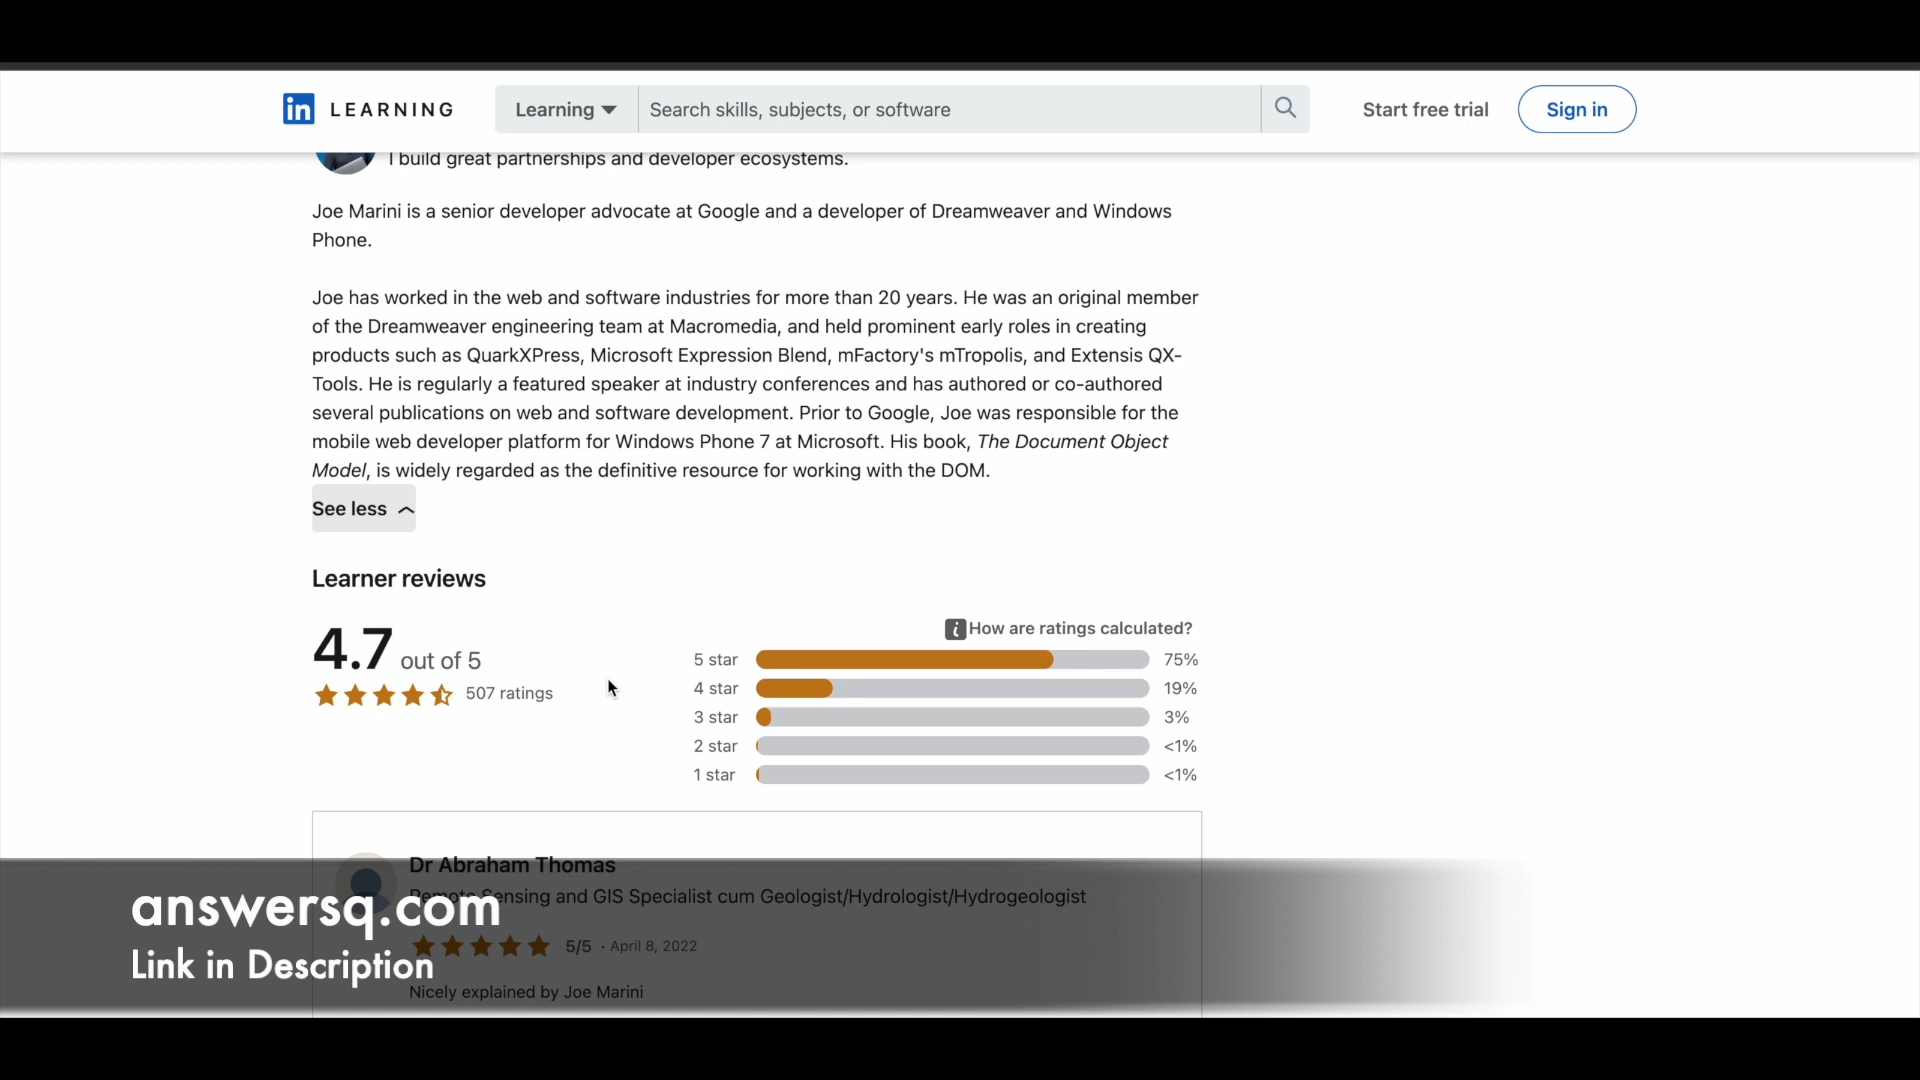 in LEARNING
Learning
Search skills, subjects, or software
Start free trial
Sign in
I build great partnerships and developer ecosystems.
Joe Marini is a senior developer advocate at Google and a developer of Dreamweaver and Windows
Phone.
Joe has worked in the web and software industries for more than 20 years. He was an original member
of the Dreamweaver engineering team at Macromedia, and held prominent early roles in creating
products such as QuarkXPress, Microsoft Expression Blend, mFactory's mTropolis, and Extensis QX-
Tools. He is regularly a featured speaker at industry conferences and has authored or co-authored
several publications on web and software development. Prior to Google, Joe was responsible for the
mobile web developer platform for Windows Phone 7 at Microsoft. His book, The Document Object
Model, is widely regarded as the definitive resource for working with the DOM.
See less
Learner reviews
4.7 out of 5
507 ratings
How are ratings calculated?
5 star 75%
4 star 19%
3 star 3%
2 star <1%
1 star <1%
Dr Abraham Thomas
Remote Sensing and GIS Specialist cum Geologist/Hydrologist/Hydrogeologist
5/5 · April 8, 2022
Nicely explained by Joe Marini
answersq.com
Link in Description